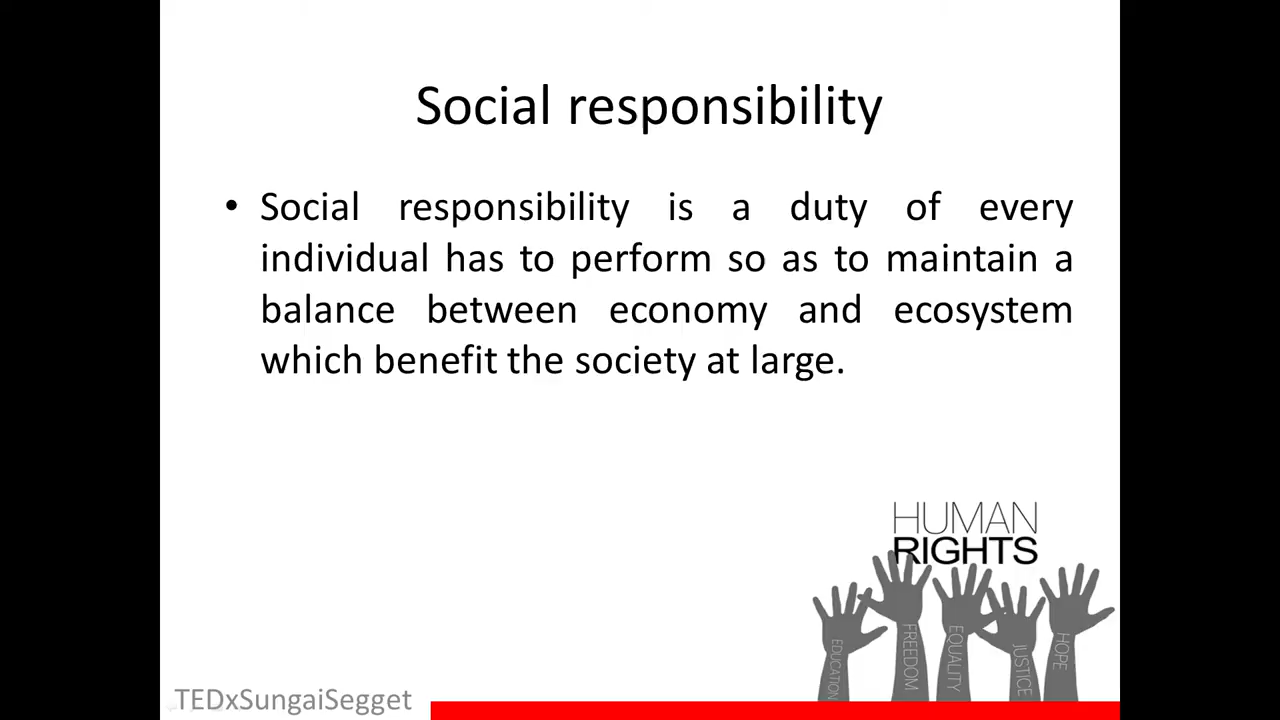 Social responsibility
• Social responsibility is a duty of every
individual has to perform so as to maintain a
balance between economy and ecosystem
which benefit the society at large.
HUMAN
RIGHTS
EDUCATION
FREEDOM
EQUALITY
JUSTICE
HOPE
TEDxSungaiSegget